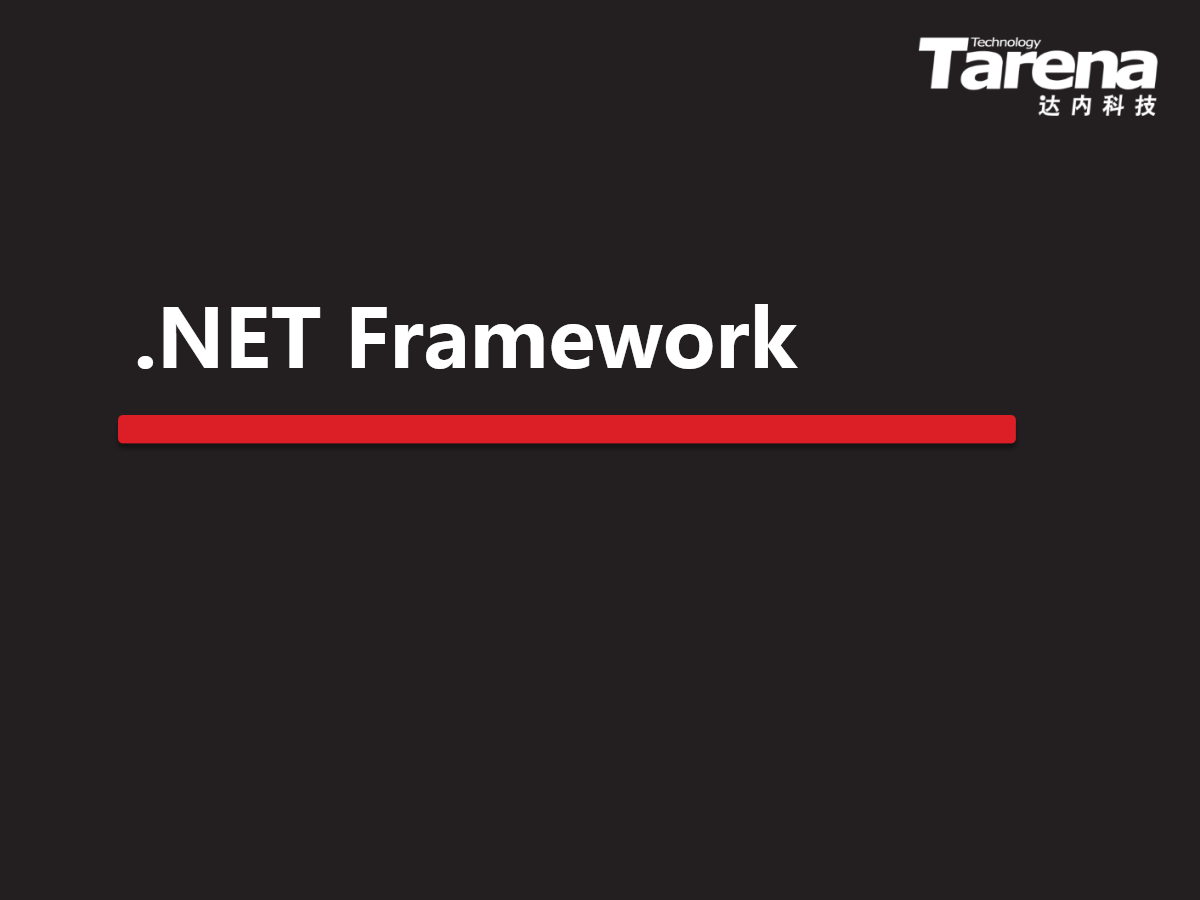 Technology
Tarena
达内科技
.NET Framework